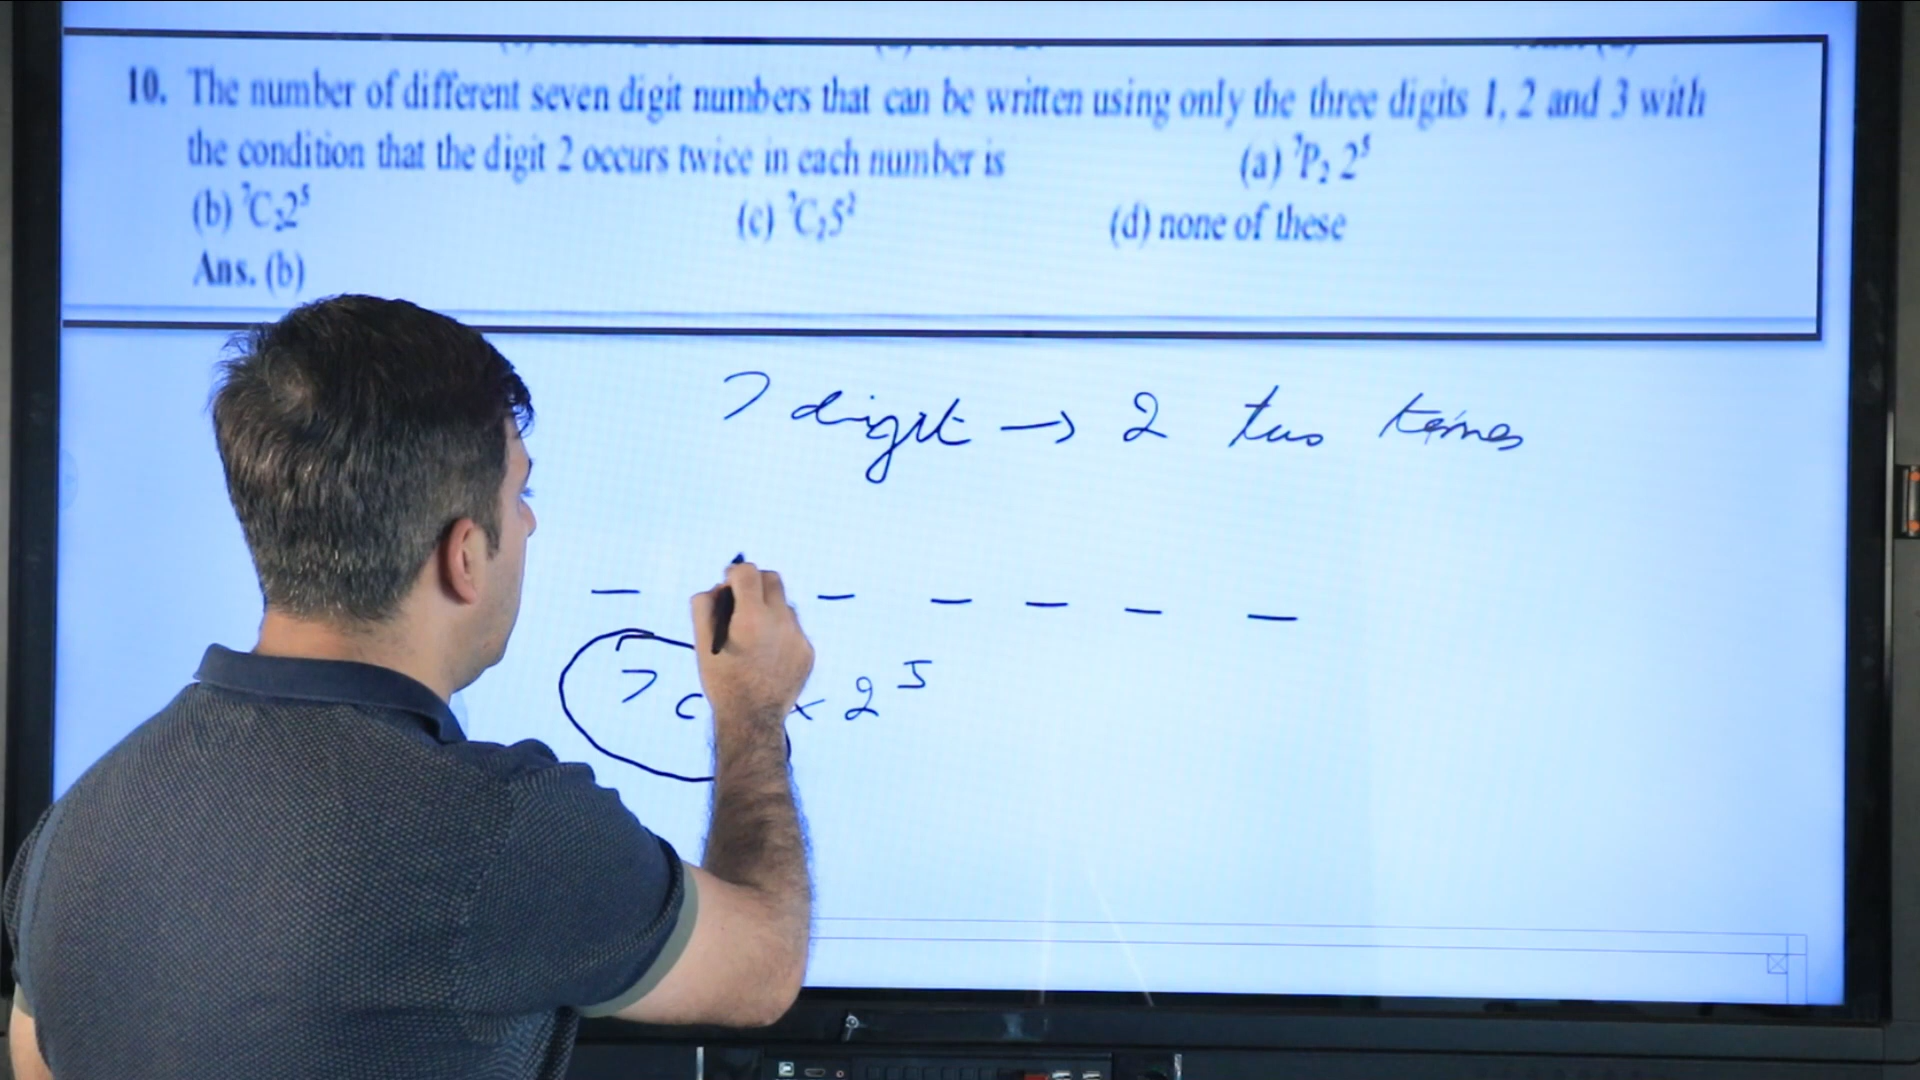 10. The number of different seven digit numbers that can be written using only the three digits 1, 2 and 3 with
the condition that the digit 2 occurs twice in each number is (a) ⁷P₂ 2⁵
(b) ⁷C₂2⁵ (c) ⁷C₂5² (d) none of these
Ans. (b)
7 digit → 2 two times
7 c × 2⁵